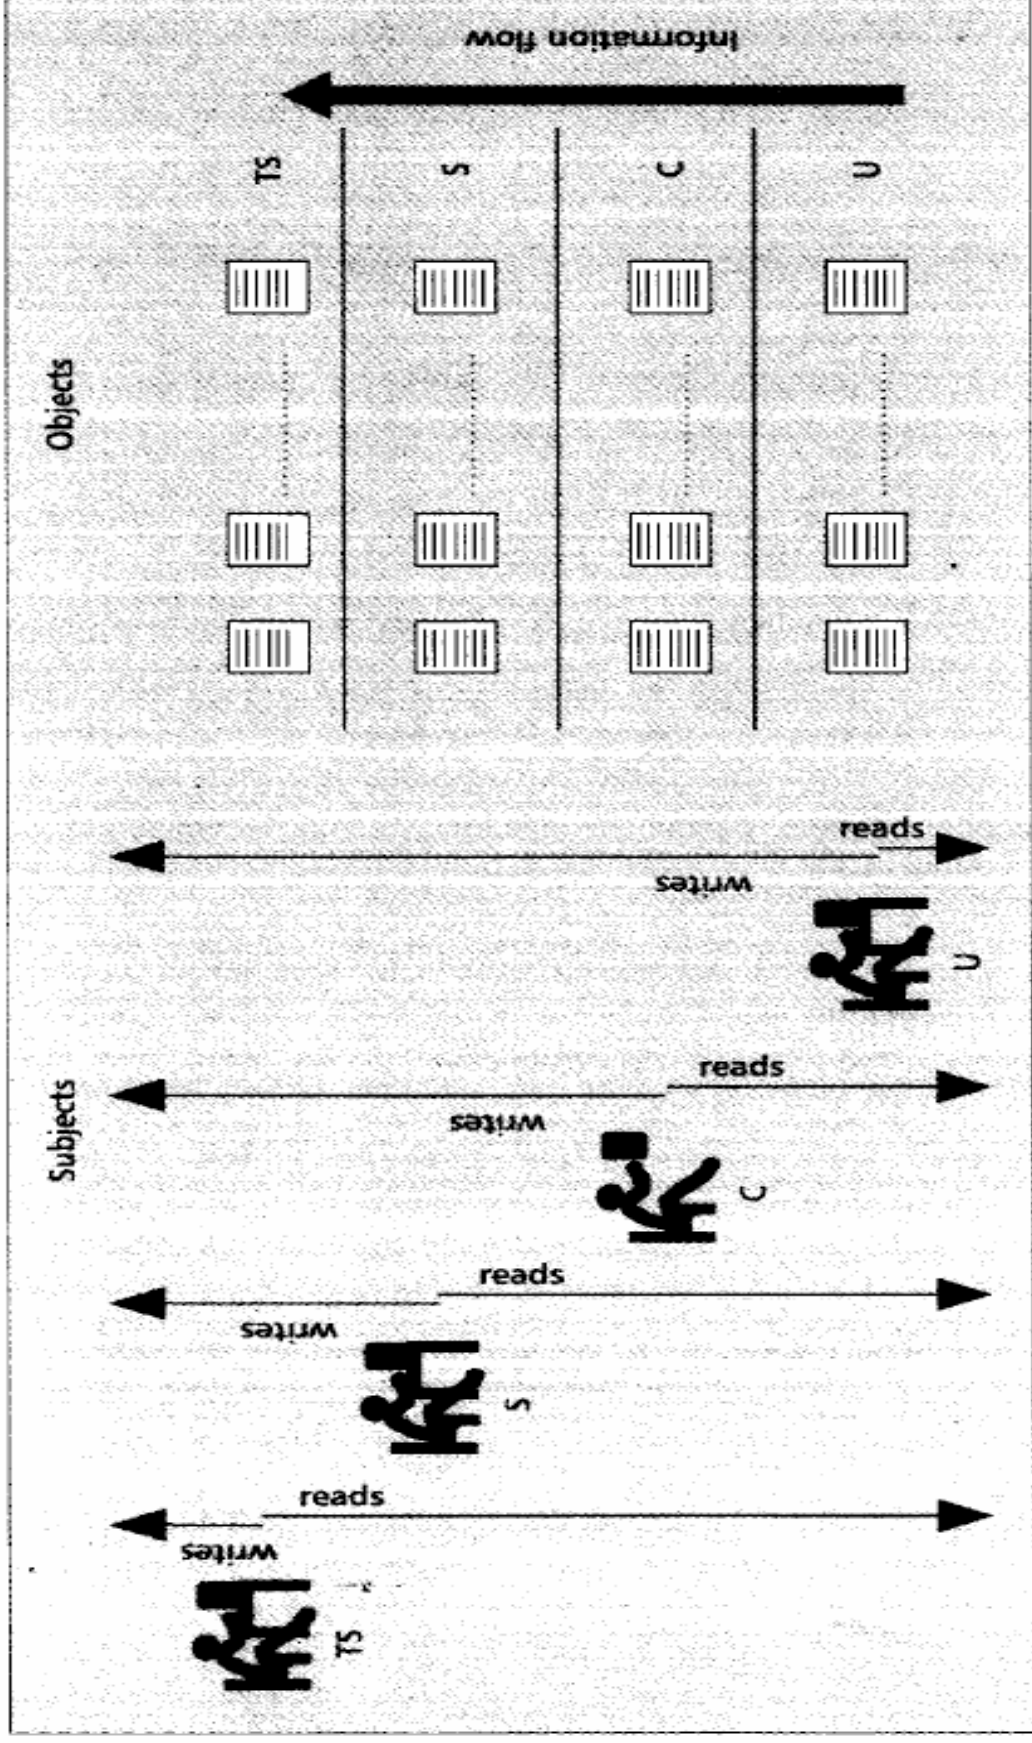 Information flow
TS
S
C
U
Objects
reads
writes
U
Subjects
reads
writes
C
reads
writes
S
reads
writes
TS